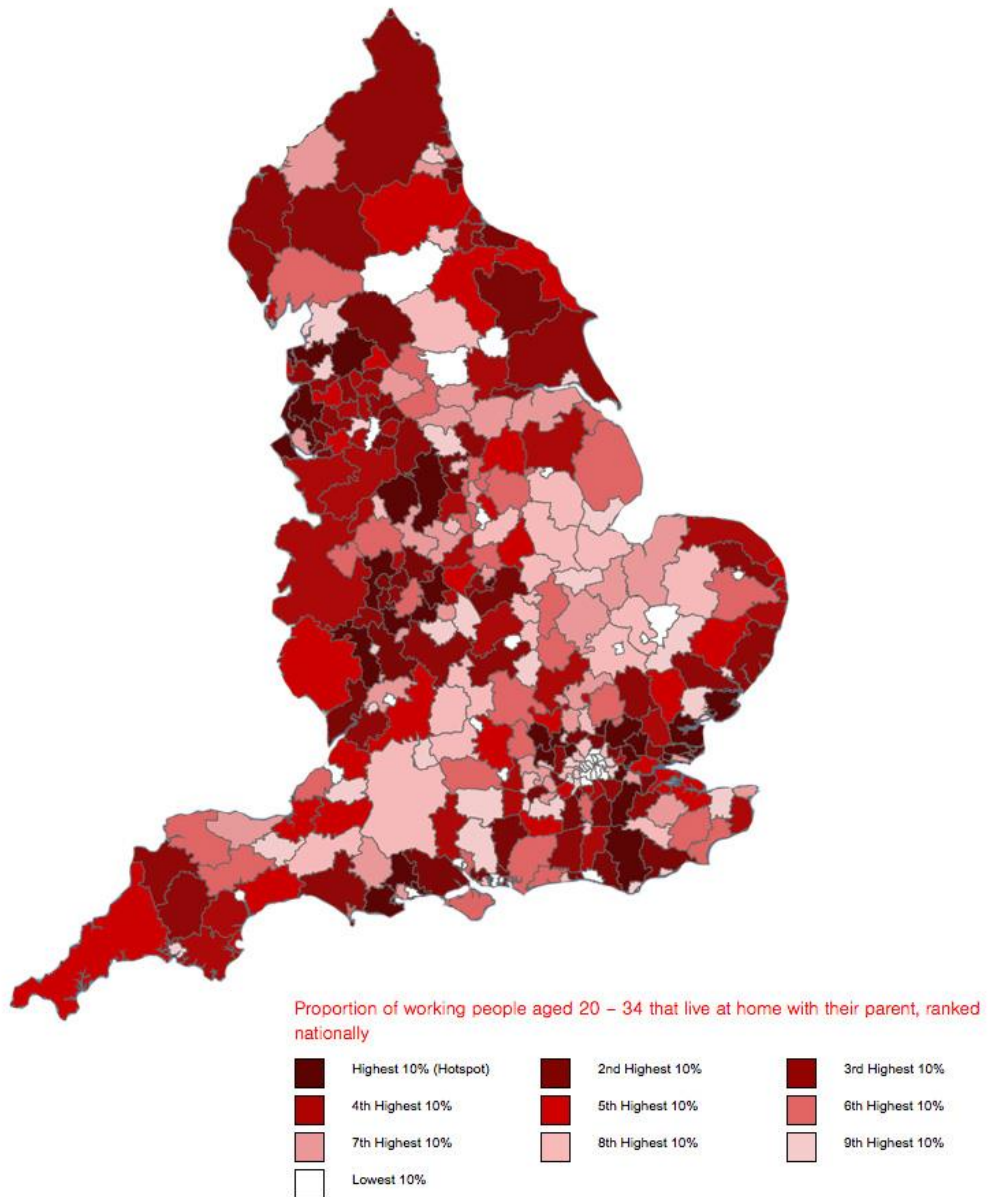 Proportion of working people aged 20 – 34 that live at home with their parent, ranked
nationally
Highest 10% (Hotspot)
2nd Highest 10%
3rd Highest 10%
4th Highest 10%
5th Highest 10%
6th Highest 10%
7th Highest 10%
8th Highest 10%
9th Highest 10%
Lowest 10%